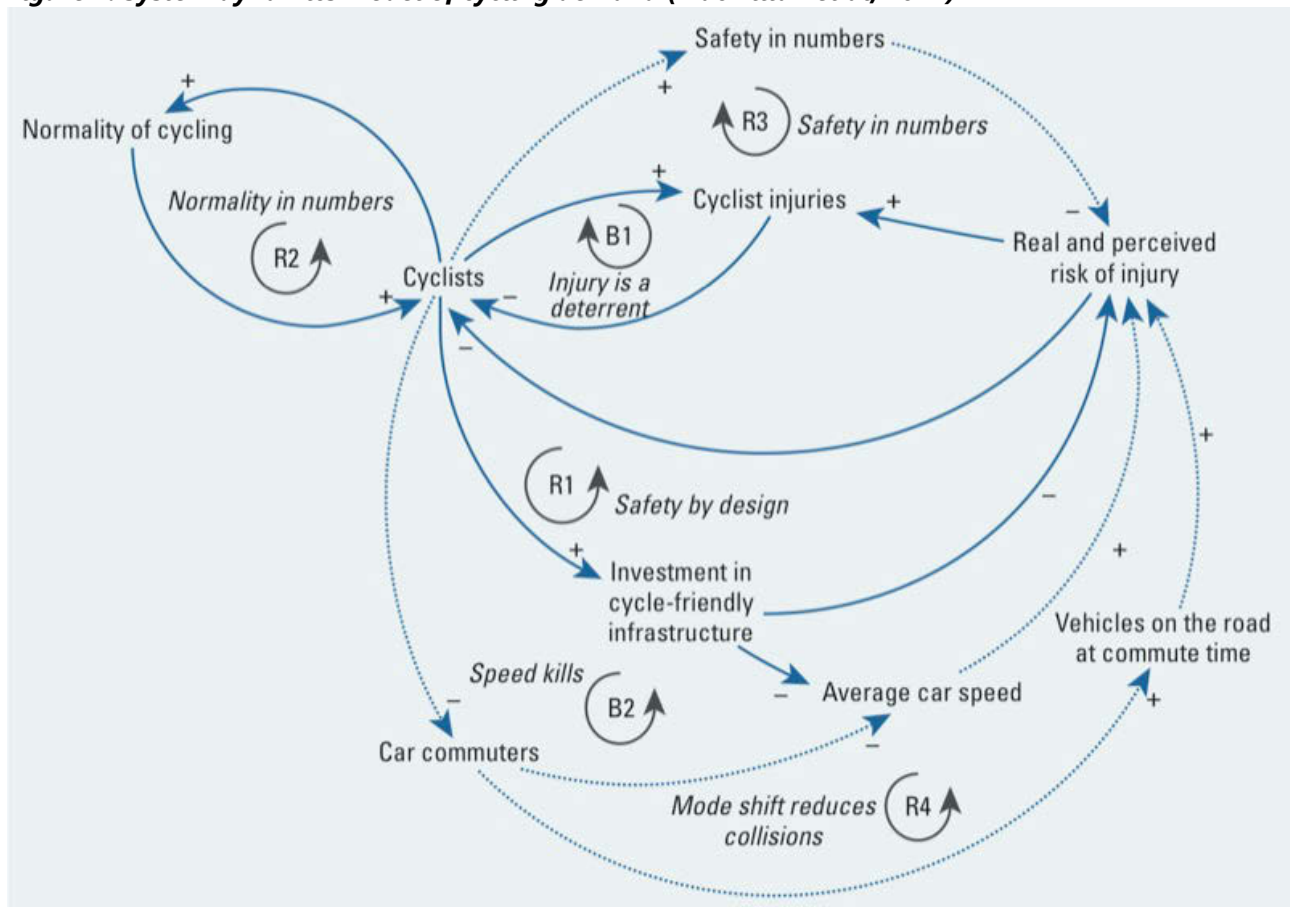 Safety in numbers
+
+
R3 Safety in numbers
Normality of cycling
+
Cyclist injuries
+
–
Normality in numbers
R2
B1
Real and perceived
risk of injury
Cyclists
+
–
Injury is a
deterrent
–
+
R1
Safety by design
–
+
+
Investment in
cycle-friendly
infrastructure
Vehicles on the road
at commute time
Speed kills
B2
–
–
Average car speed
+
Car commuters
–
Mode shift reduces
collisions
R4